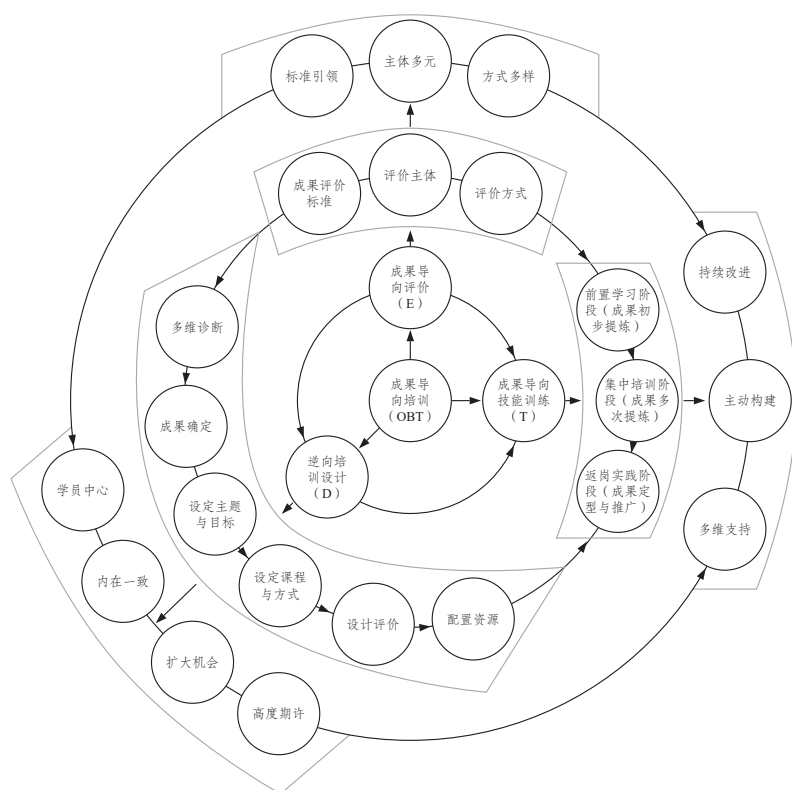 标准引领
主体多元
方式多样
成果评价
标准
评价主体
评价方式
成果导
向评价
(E)
持续改进
前置学习阶
段（成果初
步提炼）
多维诊断
成果导
向培训
(OBT)
成果导向
技能训练
(T)
集中培训阶
段（成果多
次提炼）
主动构建
成果确定
逆向培
训设计
(D)
返岗实践阶
段（成果定
型与推广）
学员中心
设定主题
与目标
多维支持
内在一致
设定课程
与方式
设计评价
配置资源
扩大机会
高度期许